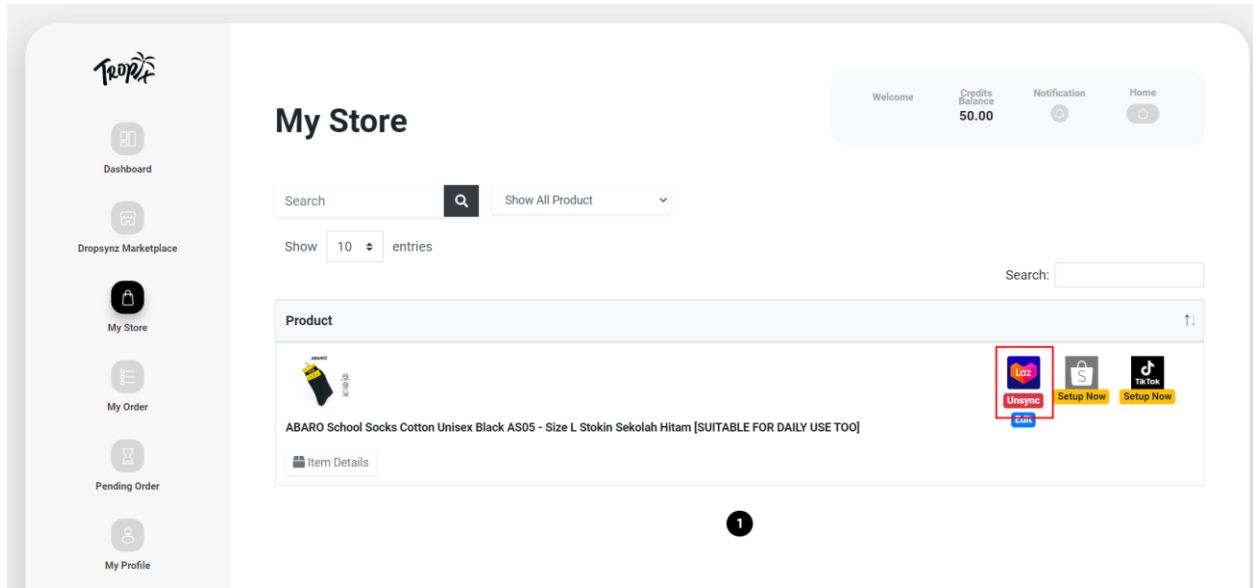 TROPIX
Welcome
Credits
Balance
50.00
Notification
Home
My Store
Dashboard
Dropsynz Marketplace
My Store
My Order
Pending Order
My Profile
Search
Show All Product
Show 10 entries
Search:
Product
ABARO
Laz
Unsync
Edit
S
Setup Now
TikTok
Setup Now
ABARO School Socks Cotton Unisex Black AS05 - Size L Stokin Sekolah Hitam [SUITABLE FOR DAILY USE TOO]
Item Details
1